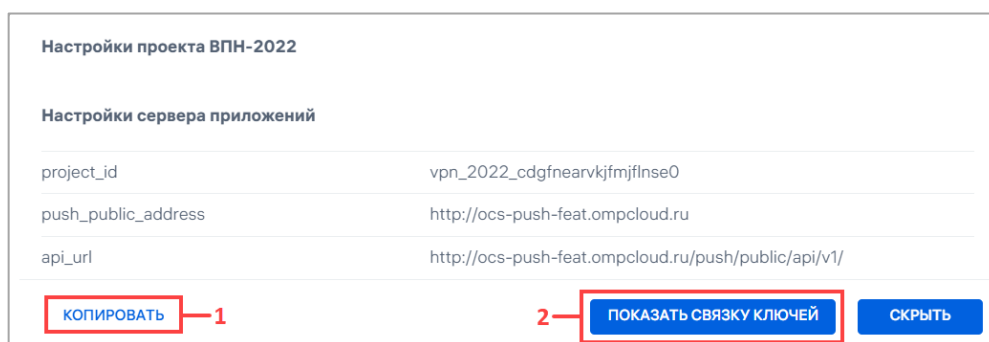 Настройки проекта ВПН-2022
Настройки сервера приложений
project_id vpn_2022_cdgfnearvkjfmjflnse0
push_public_address http://ocs-push-feat.ompcloud.ru
api_url http://ocs-push-feat.ompcloud.ru/push/public/api/v1/
КОПИРОВАТЬ 1 2 ПОКАЗАТЬ СВЯЗКУ КЛЮЧЕЙ СКРЫТЬ